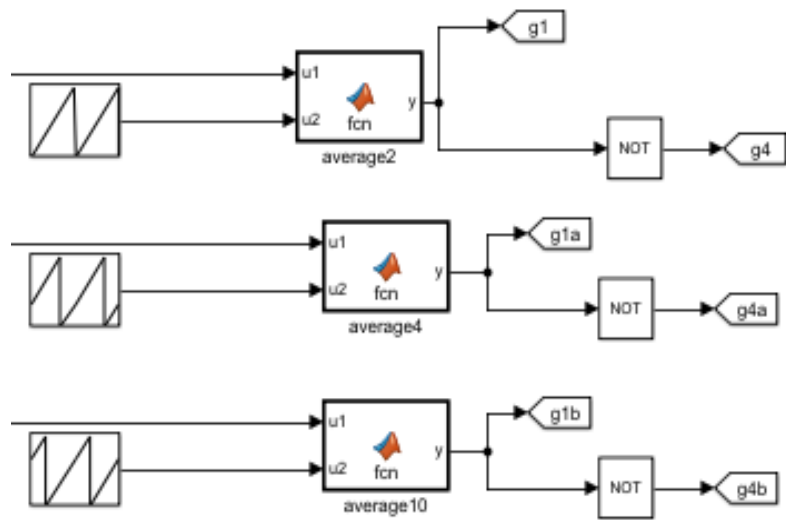 g1
u1
y
u2
fcn
NOT
g4
average2
g1a
u1
y
u2
fcn
NOT
g4a
average4
g1b
u1
y
u2
fcn
NOT
g4b
average10